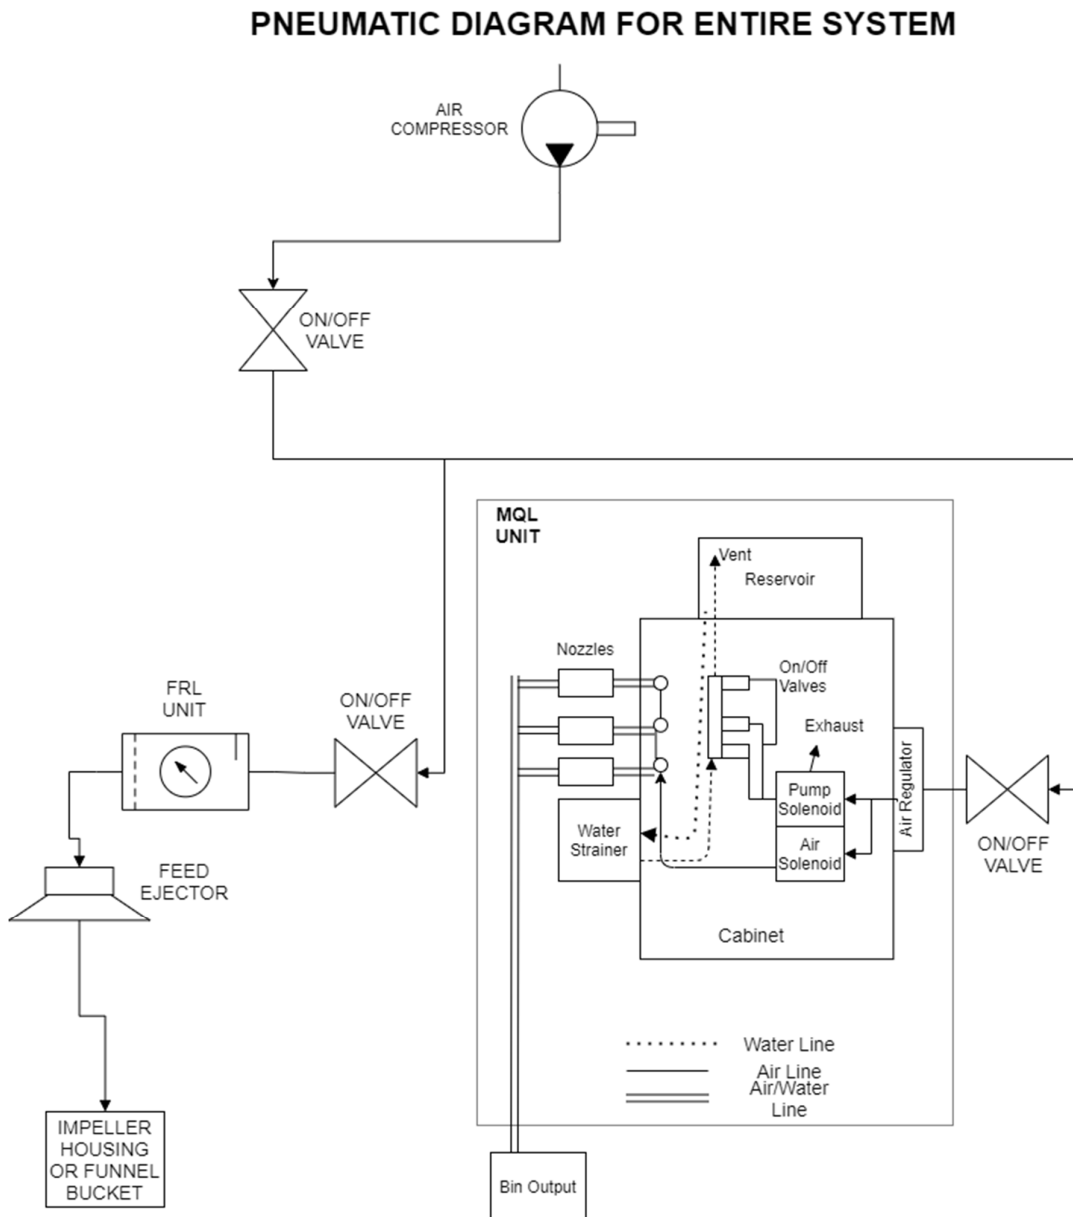 PNEUMATIC DIAGRAM FOR ENTIRE SYSTEM
AIR
COMPRESSOR
ON/OFF
VALVE
MQL
UNIT
Vent
Reservoir
Nozzles
On/Off
Valves
Exhaust
FRL
UNIT
ON/OFF
VALVE
Pump
Solenoid
Air Regulator
Water
Strainer
Air
Solenoid
ON/OFF
VALVE
FEED
EJECTOR
Cabinet
Water Line
Air Line
Air/Water
Line
IMPELLER
HOUSING
OR FUNNEL
BUCKET
Bin Output